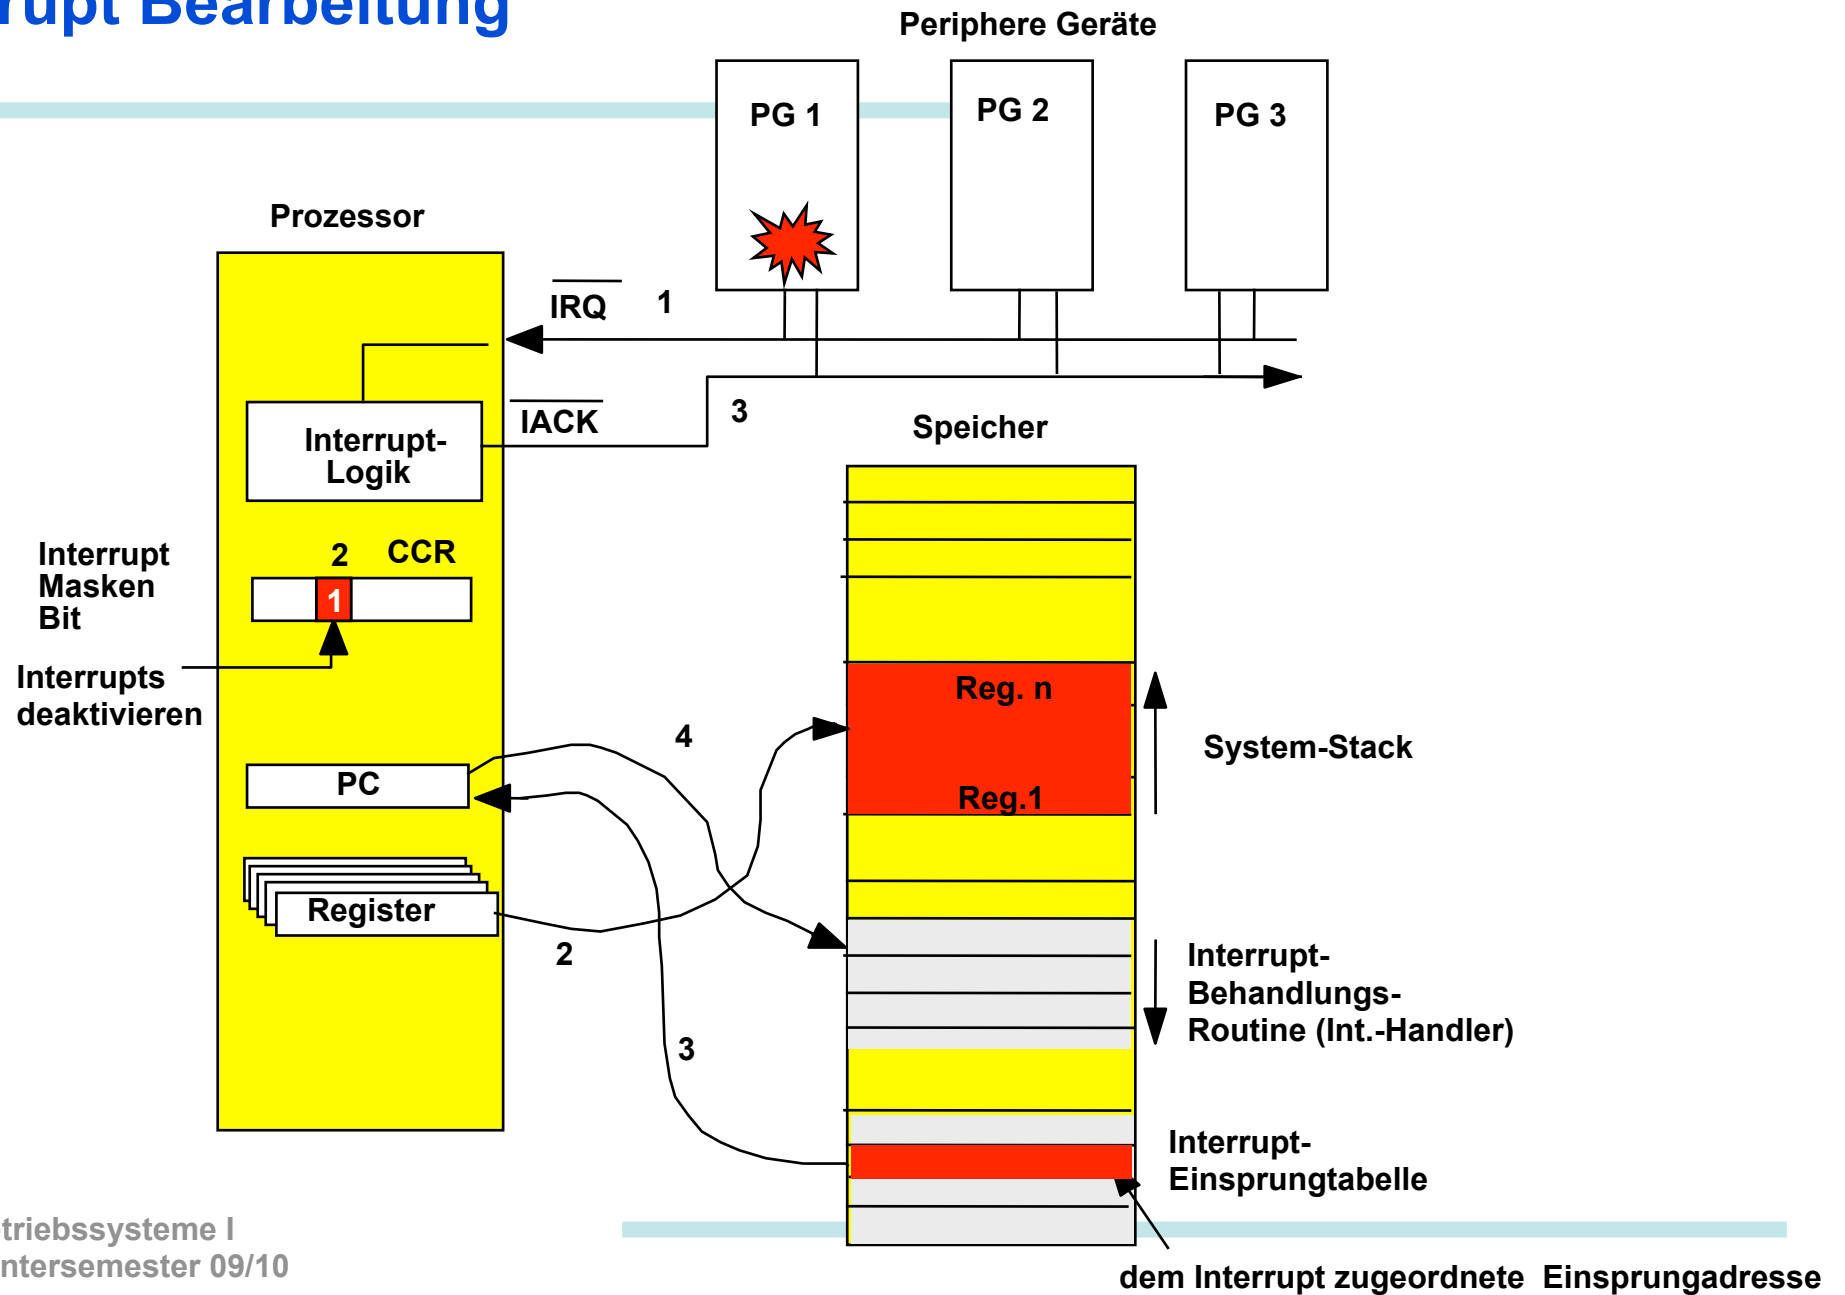 rupt Bearbeitung
Periphere Geräte
PG 1
PG 2
PG 3
Prozessor
IRQ
1
IACK
3
Interrupt-
Logik
Speicher
Interrupt
Masken
Bit
2
CCR
1
Interrupts
deaktivieren
Reg. n
4
System-Stack
PC
Reg.1
Register
2
Interrupt-
Behandlungs-
Routine (Int.-Handler)
3
Interrupt-
Einsprungtabelle
triebssysteme I
ntersemester 09/10
dem Interrupt zugeordnete Einsprungadresse